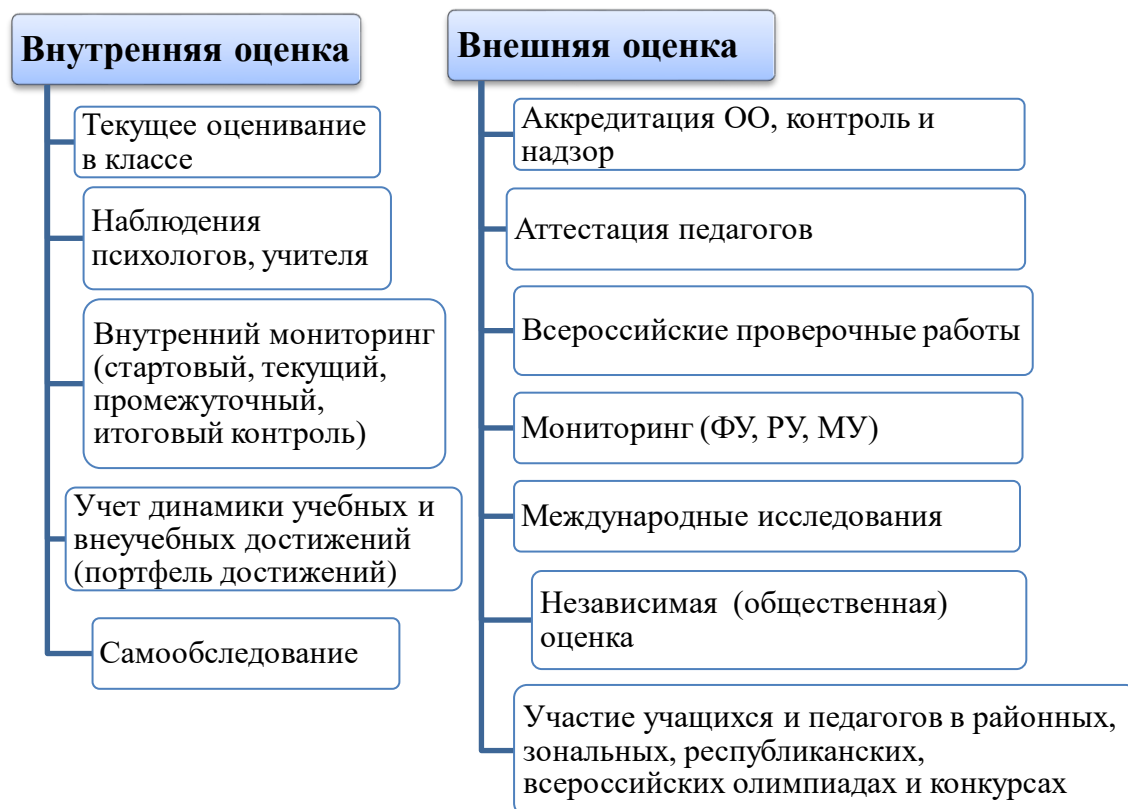 Внутренняя оценка
Текущее оценивание
в классе
Наблюдения
психологов, учителя
Внутренний мониторинг
(стартовый, текущий,
промежуточный,
итоговый контроль)
Учет динамики учебных и
внеучебных достижений
(портфель достижений)
Самообследование
Внешняя оценка
Аккредитация ОО, контроль и
надзор
Аттестация педагогов
Всероссийские проверочные работы
Мониторинг (ФУ, РУ, МУ)
Международные исследования
Независимая (общественная)
оценка
Участие учащихся и педагогов в районных,
зональных, республиканских,
всероссийских олимпиадах и конкурсах